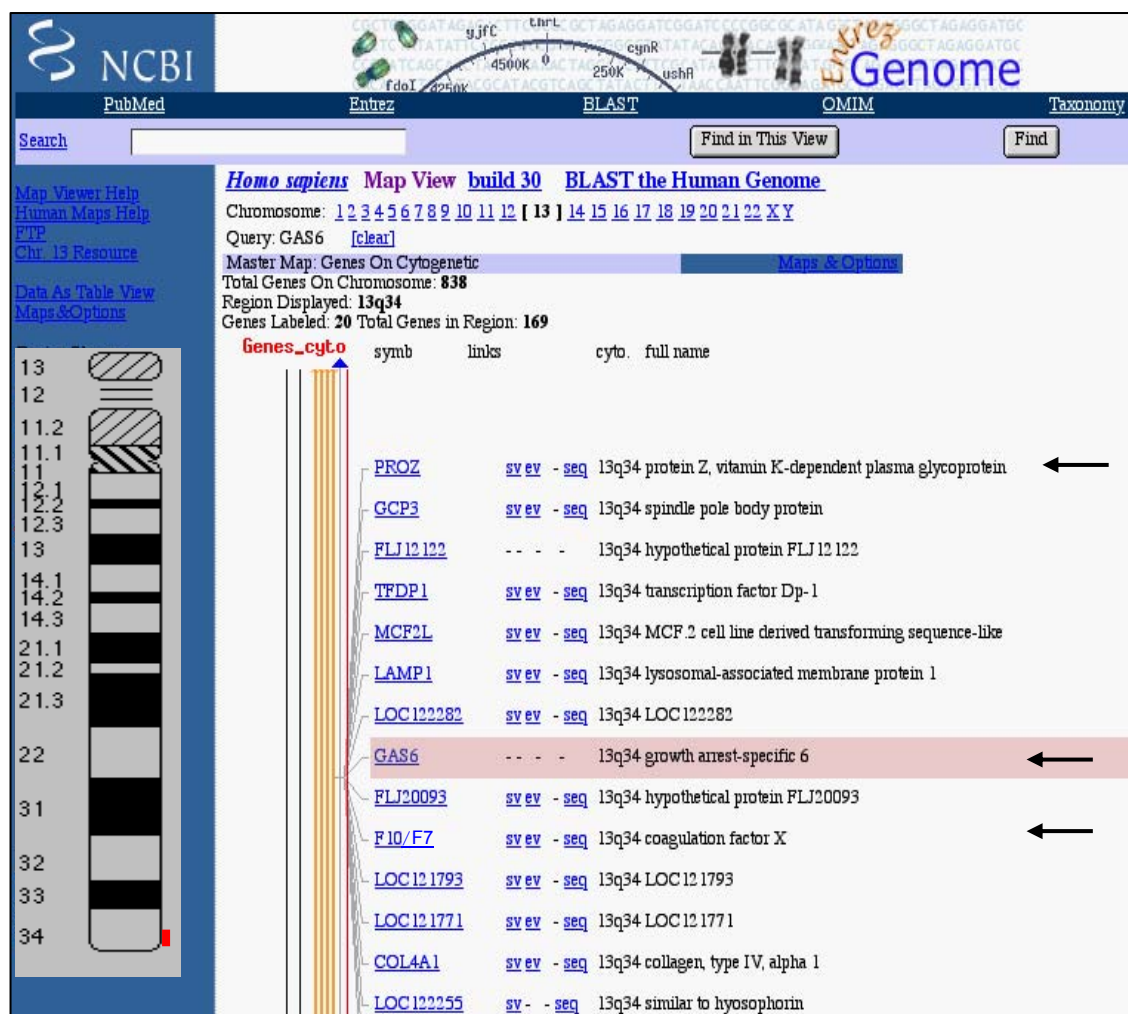 NCBI
yjfC thrL cynR
4500K 0 250K ushA
fdoI 4250K
Entrez
Genome
PubMed Entrez BLAST OMIM Taxonomy
Search Find in This View Find
Map Viewer Help
Human Maps Help
FTP
Chr. 13 Resource
Data As Table View
Maps&Options
Homo sapiens Map View build 30 BLAST the Human Genome
Chromosome: 1 2 3 4 5 6 7 8 9 10 11 12 [ 13 ] 14 15 16 17 18 19 20 21 22 X Y
Query: GAS6 [clear]
Master Map: Genes On Cytogenetic Maps & Options
Total Genes On Chromosome: 838
Region Displayed: 13q34
Genes Labeled: 20 Total Genes in Region: 169
13
12
11.2
11.1
11
12.1
12.2
12.3
13
14.1
14.2
14.3
21.1
21.2
21.3
22
31
32
33
34
Genes_cyto symb links cyto. full name
PROZ sv ev - seq 13q34 protein Z, vitamin K-dependent plasma glycoprotein
GCP3 sv ev - seq 13q34 spindle pole body protein
FLJ12122 - - - - 13q34 hypothetical protein FLJ12122
TFDP1 sv ev - seq 13q34 transcription factor Dp-1
MCF2L sv ev - seq 13q34 MCF.2 cell line derived transforming sequence-like
LAMP1 sv ev - seq 13q34 lysosomal-associated membrane protein 1
LOC122282 sv ev - seq 13q34 LOC122282
GAS6 - - - - 13q34 growth arrest-specific 6
FLJ20093 sv ev - seq 13q34 hypothetical protein FLJ20093
F10/F7 sv ev - seq 13q34 coagulation factor X
LOC121793 sv ev - seq 13q34 LOC121793
LOC121771 sv ev - seq 13q34 LOC121771
COL4A1 sv ev - seq 13q34 collagen, type IV, alpha 1
LOC122255 sv - - seq 13q34 similar to hyosophorin